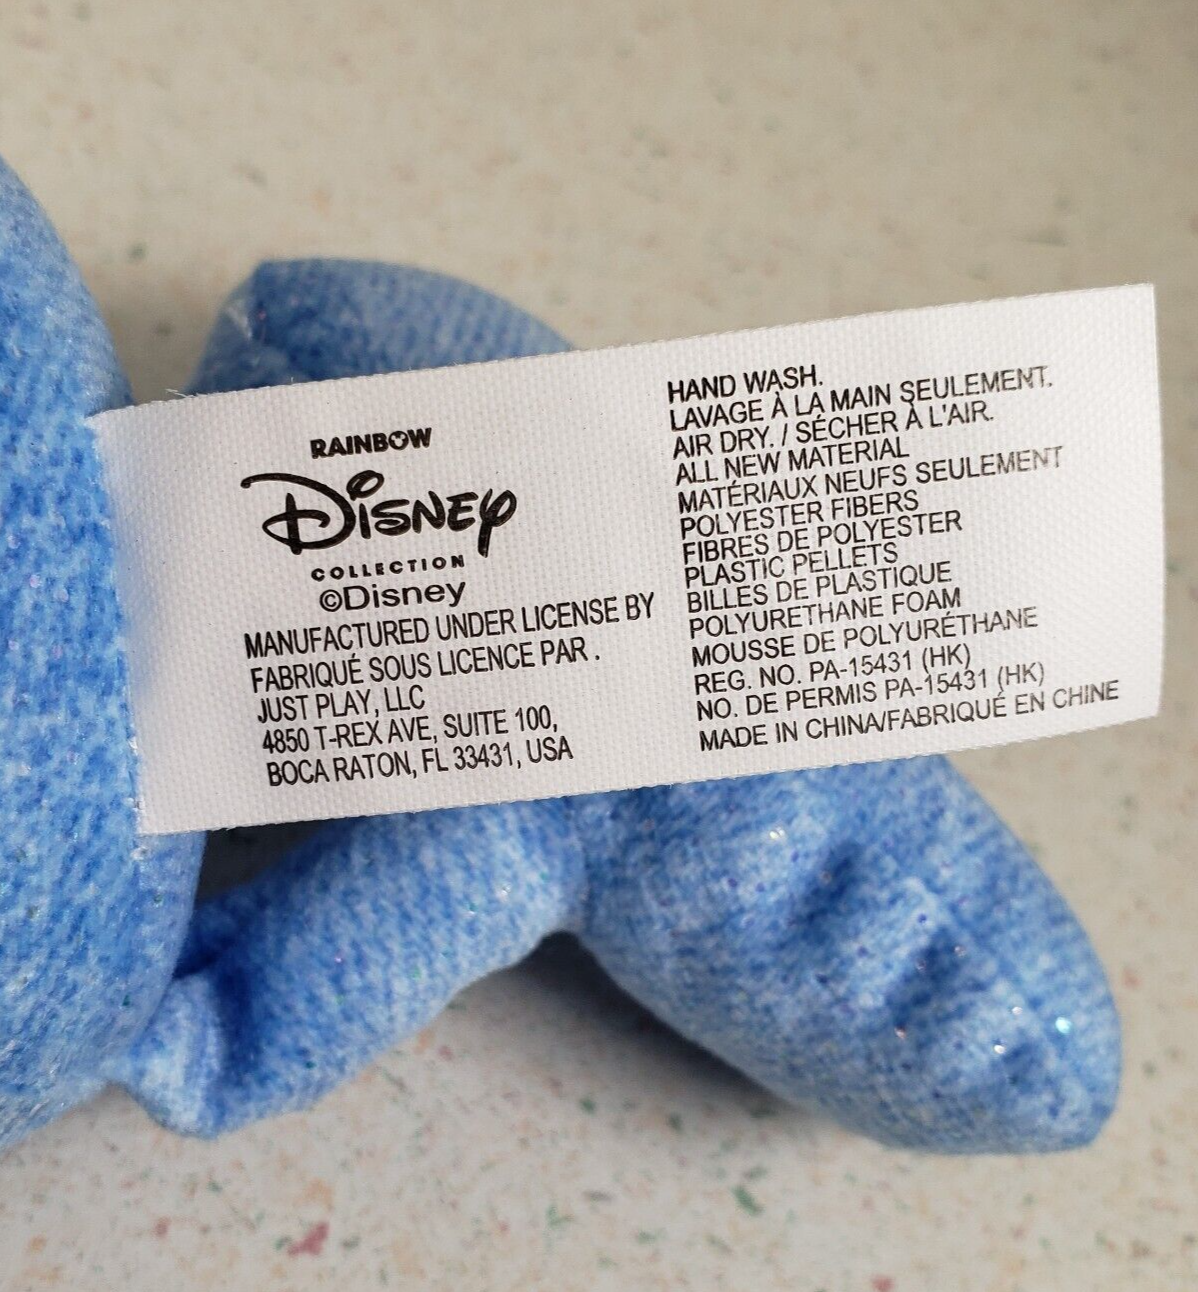 RAINBOW
Disney
COLLECTION
©Disney
MANUFACTURED UNDER LICENSE BY
FABRIQUÉ SOUS LICENCE PAR .
JUST PLAY, LLC
4850 T-REX AVE, SUITE 100,
BOCA RATON, FL 33431, USA
HAND WASH.
LAVAGE À LA MAIN SEULEMENT.
AIR DRY. / SÉCHER À L'AIR.
ALL NEW MATERIAL
MATÉRIAUX NEUFS SEULEMENT
POLYESTER FIBERS
FIBRES DE POLYESTER
PLASTIC PELLETS
BILLES DE PLASTIQUE
POLYURETHANE FOAM
MOUSSE DE POLYURÉTHANE
REG. NO. PA-15431 (HK)
NO. DE PERMIS PA-15431 (HK)
MADE IN CHINA/FABRIQUÉ EN CHINE